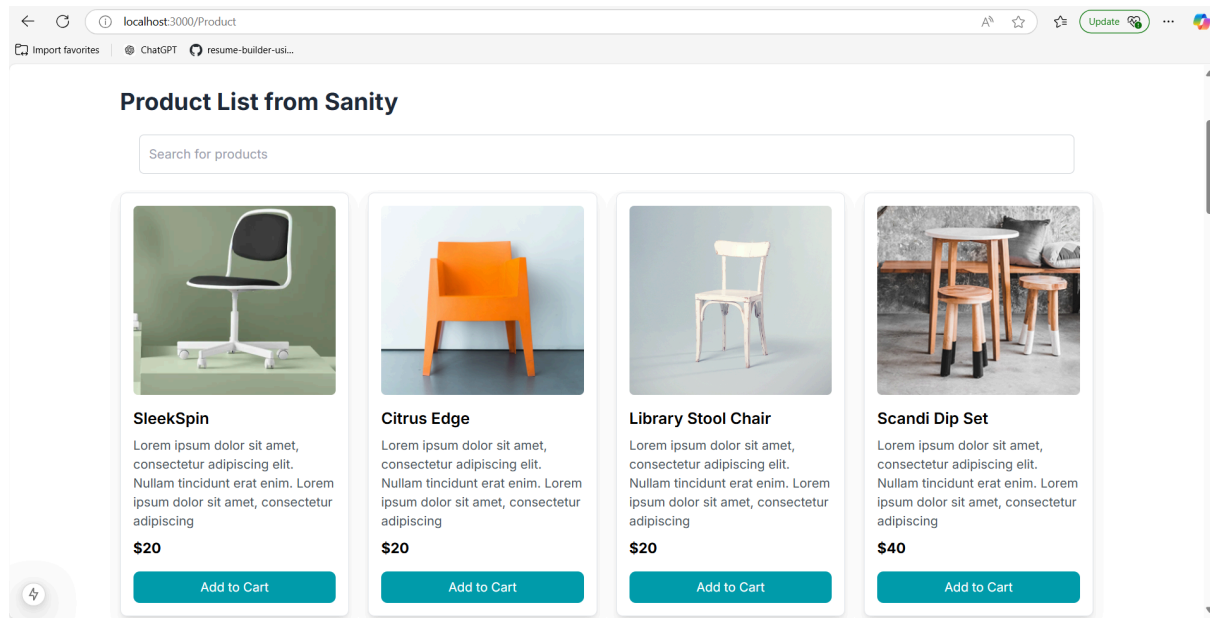 localhost:3000/Product
Update
Import favorites
ChatGPT
resume-builder-usi...
Product List from Sanity
Search for products
SleekSpin
Lorem ipsum dolor sit amet,
consectetur adipiscing elit.
Nullam tincidunt erat enim. Lorem
ipsum dolor sit amet, consectetur
adipiscing
$20
Add to Cart
Citrus Edge
Lorem ipsum dolor sit amet,
consectetur adipiscing elit.
Nullam tincidunt erat enim. Lorem
ipsum dolor sit amet, consectetur
adipiscing
$20
Add to Cart
Library Stool Chair
Lorem ipsum dolor sit amet,
consectetur adipiscing elit.
Nullam tincidunt erat enim. Lorem
ipsum dolor sit amet, consectetur
adipiscing
$20
Add to Cart
Scandi Dip Set
Lorem ipsum dolor sit amet,
consectetur adipiscing elit.
Nullam tincidunt erat enim. Lorem
ipsum dolor sit amet, consectetur
adipiscing
$40
Add to Cart